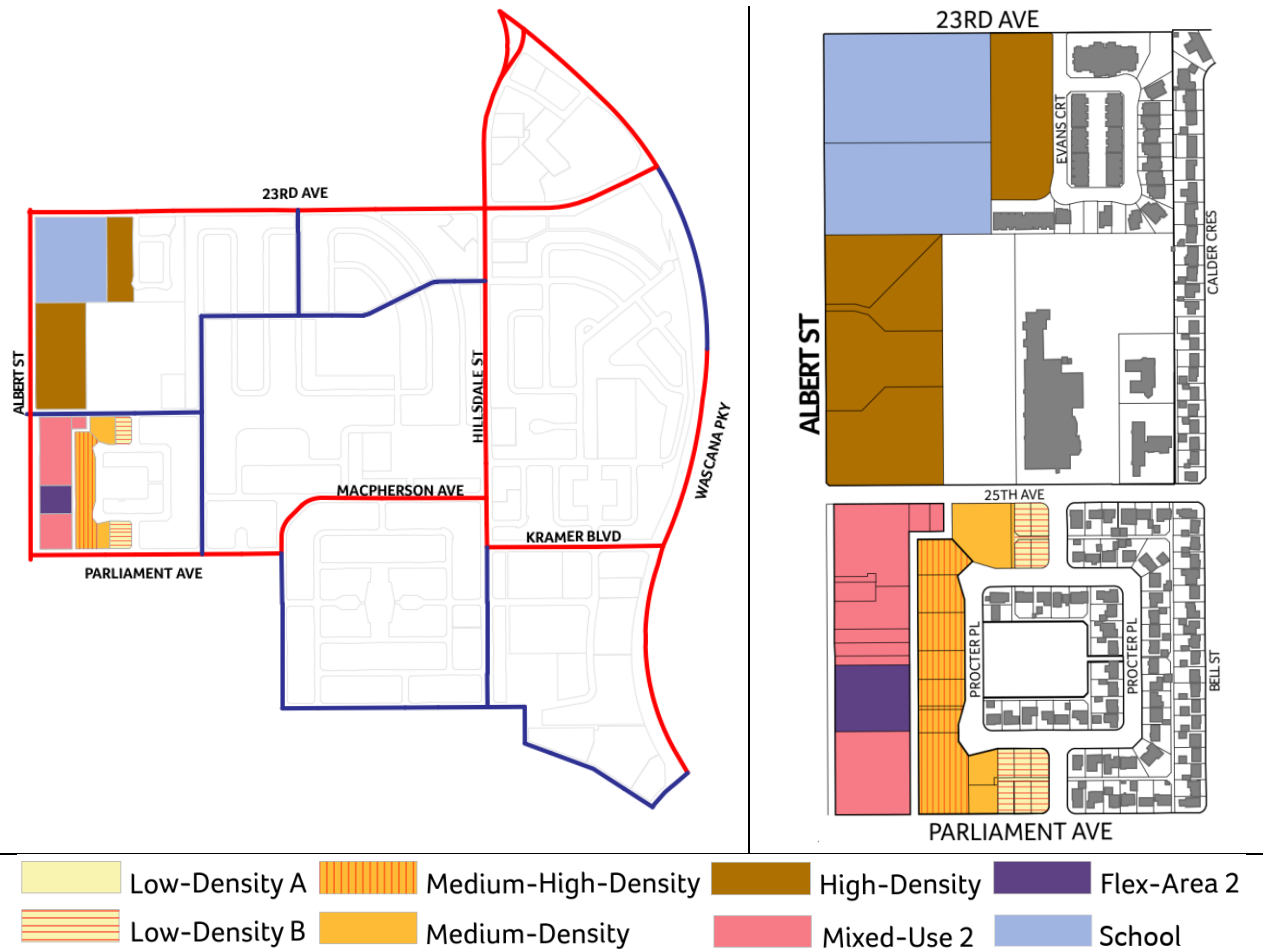 23RD AVE
ALBERT ST
HILLSDALE ST
WASCANA PKY
MACPHERSON AVE
KRAMER BLVD
PARLIAMENT AVE
23RD AVE
EVANS CRT
CALDER CRES
ALBERT ST
25TH AVE
PROCTER PL
PROCTER PL
BELL ST
PARLIAMENT AVE
Low-Density A
Medium-High-Density
High-Density
Flex-Area 2
Low-Density B
Medium-Density
Mixed-Use 2
School